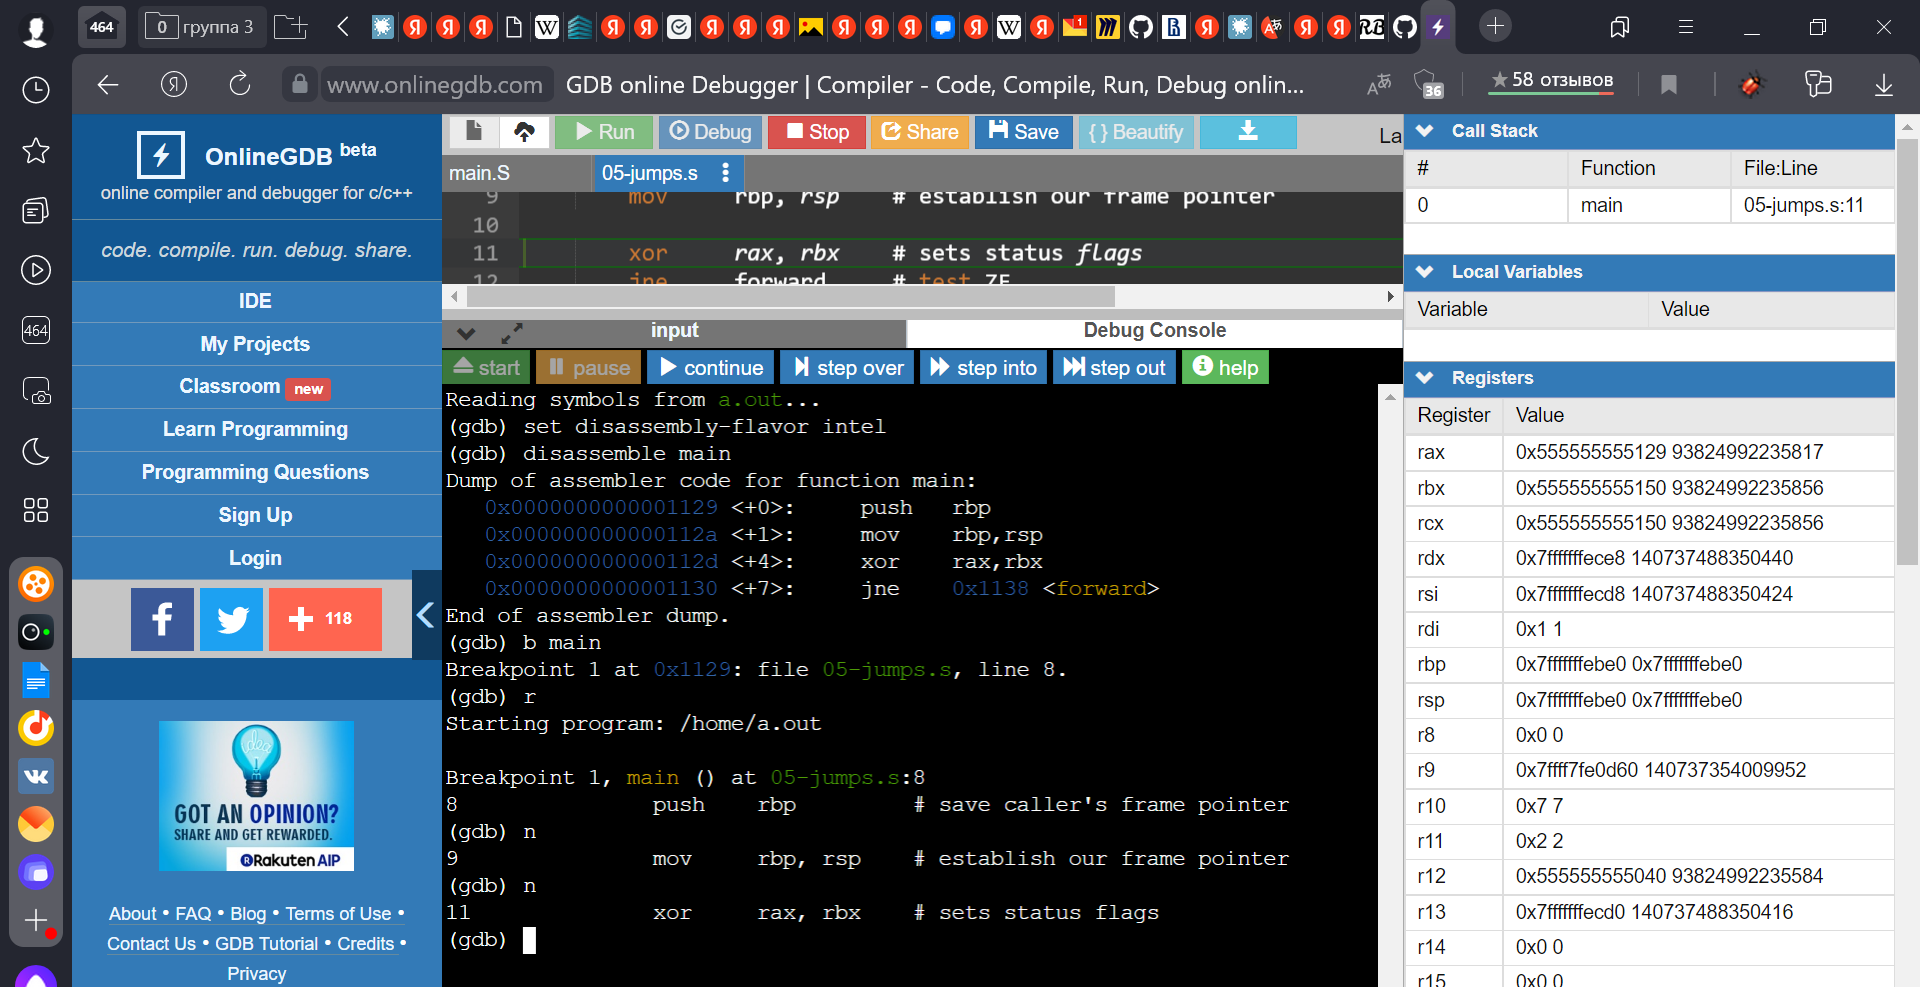 464
0 группа 3
1
www.onlinegdb.com GDB online Debugger | Compiler - Code, Compile, Run, Debug onlin...
36
★ 58 отзывов
464
OnlineGDB beta
online compiler and debugger for c/c++
code. compile. run. debug. share.
IDE
My Projects
Classroom new
Learn Programming
Programming Questions
Sign Up
Login
118
GOT AN OPINION?
SHARE AND GET REWARDED.
Rakuten AIP
About • FAQ • Blog • Terms of Use •
Contact Us • GDB Tutorial • Credits •
Privacy
Run Debug Stop Share Save {} Beautify La
main.S 05-jumps.s
9 mov rbp, rsp # establish our frame pointer
10
11 xor rax, rbx # sets status flags
12 jne forward # test ZF
input Debug Console
start pause continue step over step into step out help
Reading symbols from a.out...
(gdb) set disassembly-flavor intel
(gdb) disassemble main
Dump of assembler code for function main:
0x0000000000001129 <+0>: push rbp
0x000000000000112a <+1>: mov rbp,rsp
0x000000000000112d <+4>: xor rax,rbx
0x0000000000001130 <+7>: jne 0x1138 <forward>
End of assembler dump.
(gdb) b main
Breakpoint 1 at 0x1129: file 05-jumps.s, line 8.
(gdb) r
Starting program: /home/a.out
Breakpoint 1, main () at 05-jumps.s:8
8 push rbp # save caller's frame pointer
(gdb) n
9 mov rbp, rsp # establish our frame pointer
(gdb) n
11 xor rax, rbx # sets status flags
(gdb)
Call Stack
# Function File:Line
0 main 05-jumps.s:11
Local Variables
Variable Value
Registers
Register Value
rax 0x555555555129 93824992235817
rbx 0x555555555150 93824992235856
rcx 0x555555555150 93824992235856
rdx 0x7fffffffece8 140737488350440
rsi 0x7fffffffecd8 140737488350424
rdi 0x1 1
rbp 0x7fffffffebe0 0x7fffffffebe0
rsp 0x7fffffffebe0 0x7fffffffebe0
r8 0x0 0
r9 0x7ffff7fe0d60 140737354009952
r10 0x7 7
r11 0x2 2
r12 0x555555555040 93824992235584
r13 0x7fffffffecd0 140737488350416
r14 0x0 0
r15 0x0 0